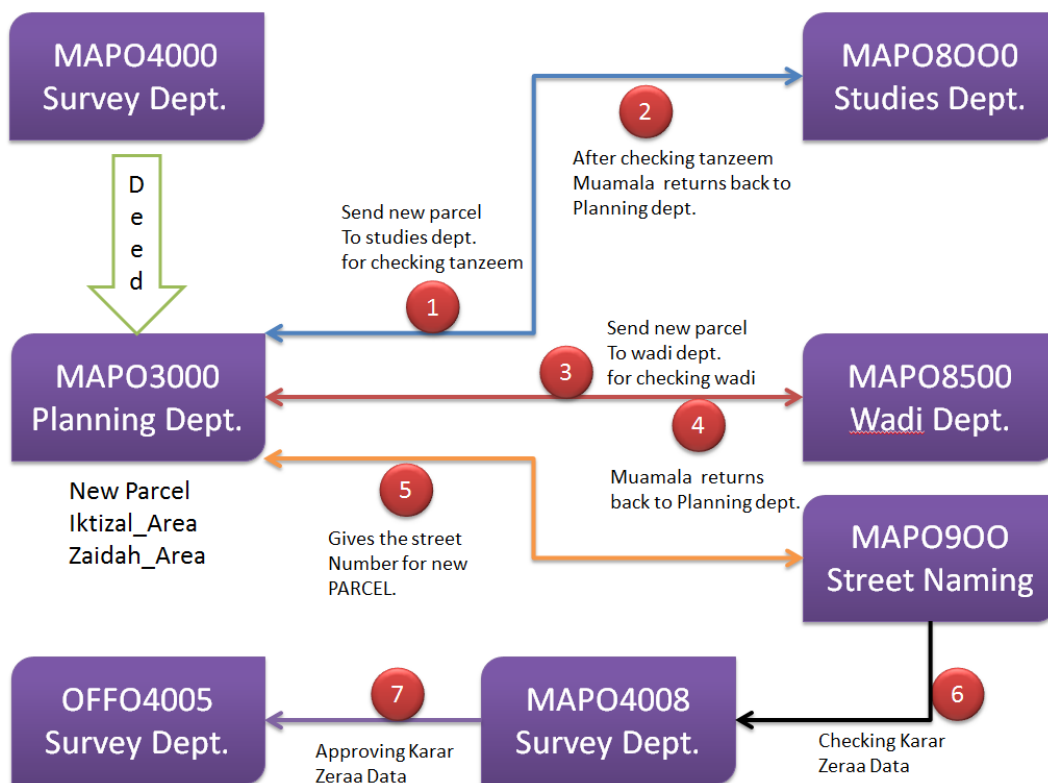 MAPO4000
Survey Dept.
MAPO8OO0
Studies Dept.
D
e
e
d
2
After checking tanzeem
Muamala returns back to
Planning dept.
Send new parcel
To studies dept.
for checking tanzeem
1
MAPO3000
Planning Dept.
New Parcel
Iktizal_Area
Zaidah_Area
Send new parcel
To wadi dept.
for checking wadi
3
4
Muamala returns
back to Planning dept.
MAPO8500
Wadi Dept.
5
Gives the street
Number for new
PARCEL.
MAPO9OO
Street Naming
6
Checking Karar
Zeraa Data
MAPO4008
Survey Dept.
7
Approving Karar
Zeraa Data
OFFO4005
Survey Dept.